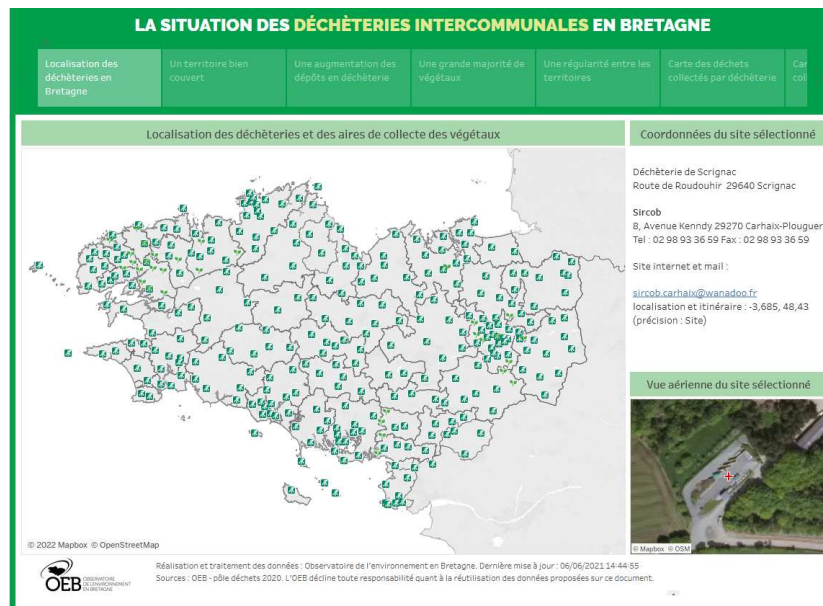 LA SITUATION DES DÉCHÈTERIES INTERCOMMUNALES EN BRETAGNE
Localisation des
déchèteries en
Bretagne
Un territoire bien
couvert
Une augmentation des
dépôts en déchèterie
Une grande majorité de
végétaux
Une régularité entre les
territoires
Carte des déchets
collectés par déchèterie
Localisation des déchèteries et des aires de collecte des végétaux
© 2022 Mapbox © OpenStreetMap
Coordonnées du site sélectionné
Déchèterie de Scrignac
Route de Roudouhir 29640 Scrignac
Sircob
8, Avenue Kenndy 29270 Carhaix-Plouguer
Tel : 02 98 93 36 59 Fax : 02 98 93 36 59
Site internet et mail :
sircob.carhaix@wanadoo.fr
localisation et itinéraire : -3,685, 48,43
(précision : Site)
Vue aérienne du site sélectionné
© Mapbox © OSM
OEB
OBSERVATOIRE
DE L'ENVIRONNEMENT
EN BRETAGNE
Réalisation et traitement des données : Observatoire de l'environnement en Bretagne. Dernière mise à jour : 06/06/2021 14:44:55
Sources : OEB - pôle déchets 2020. L'OEB décline toute responsabilité quant à la réutilisation des données proposées sur ce document.